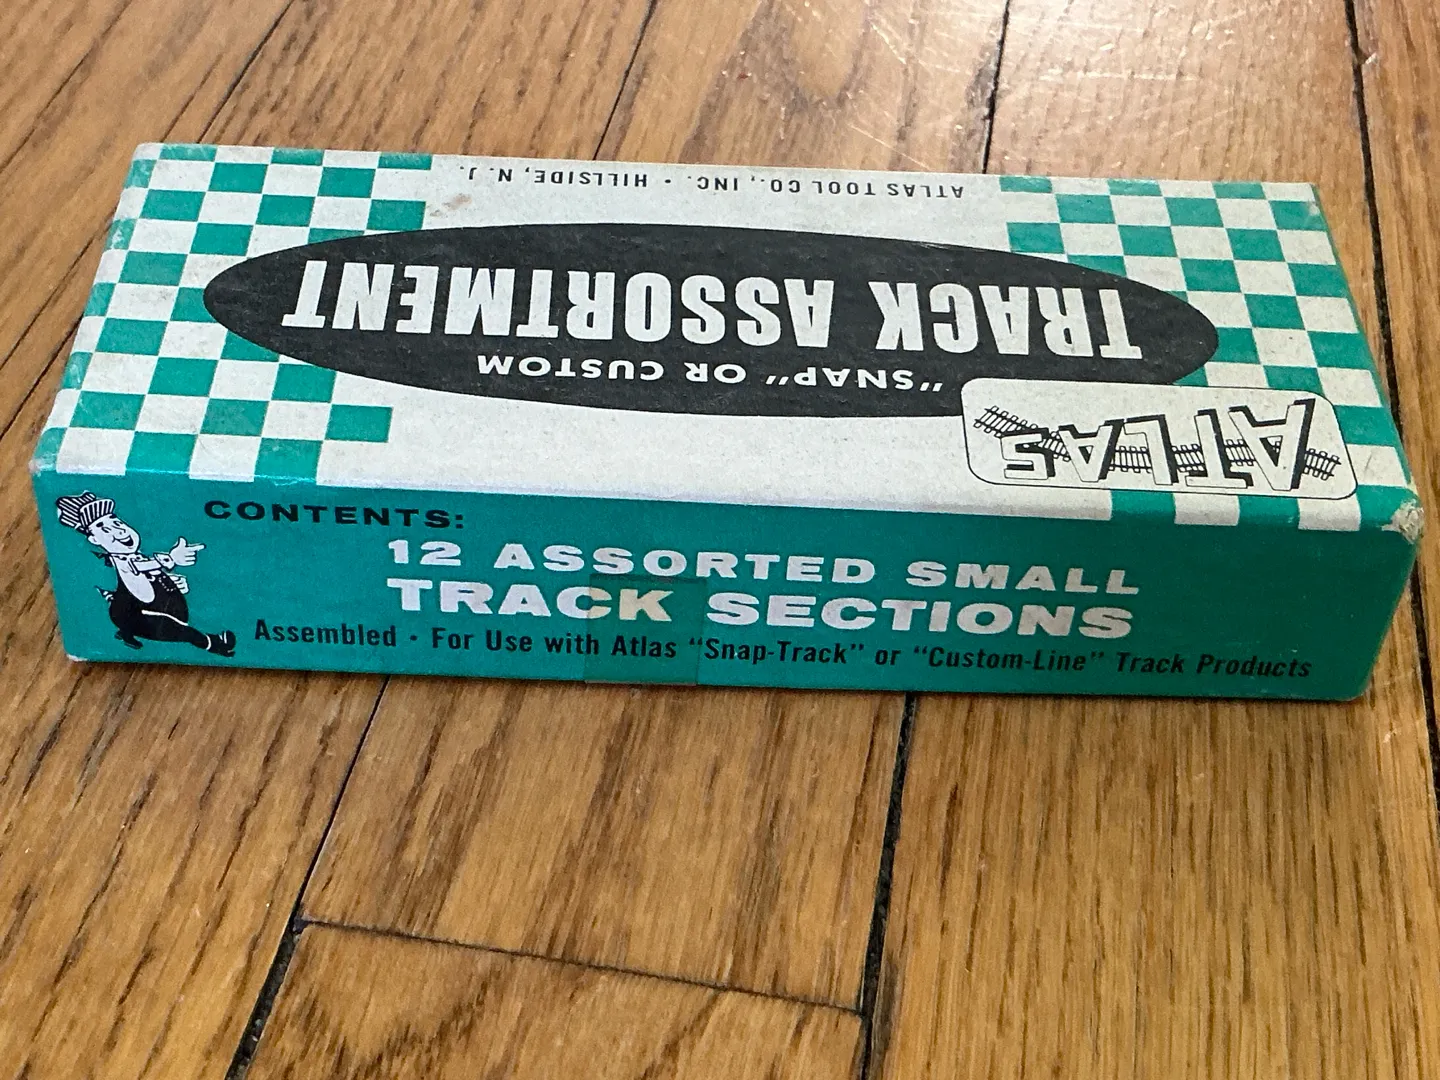 ATLAS
"SNAP" OR CUSTOM
TRACK ASSORTMENT
ATLAS TOOL CO., INC. • HILLSIDE, N. J.
CONTENTS:
12 ASSORTED SMALL
TRACK SECTIONS
Assembled • For Use with Atlas "Snap-Track" or "Custom-Line" Track Products